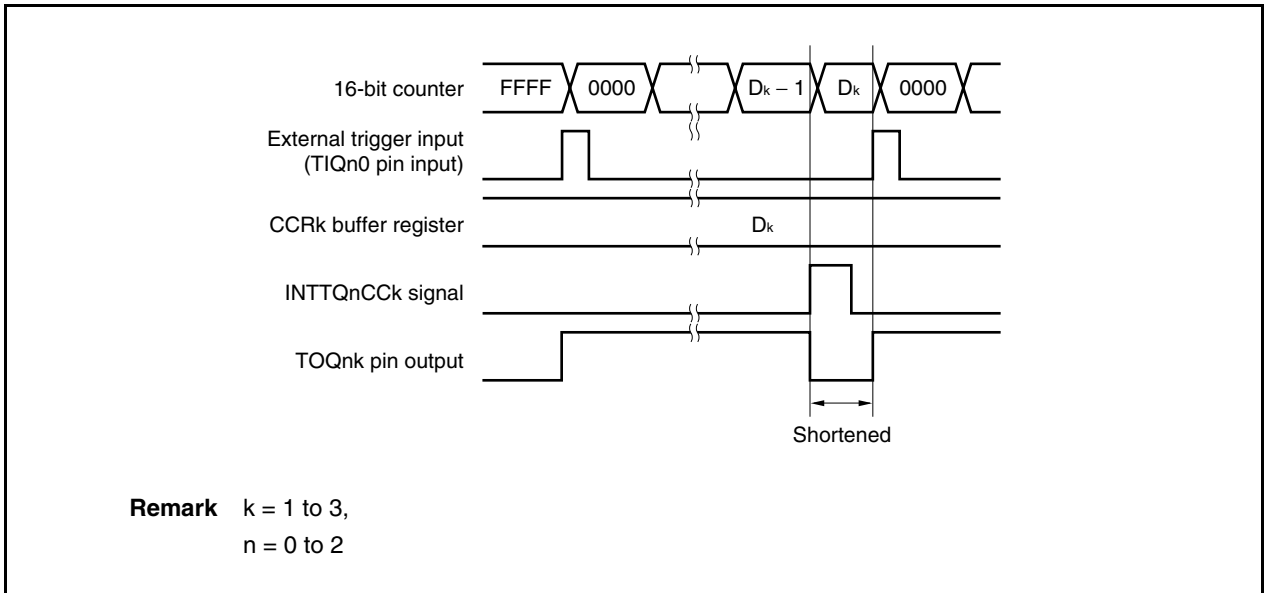 16-bit counter FFFF 0000 Dk – 1 Dk 0000
External trigger input
(TIQn0 pin input)
CCRk buffer register Dk
INTTQnCCk signal
TOQnk pin output
Shortened
Remark k = 1 to 3,
n = 0 to 2